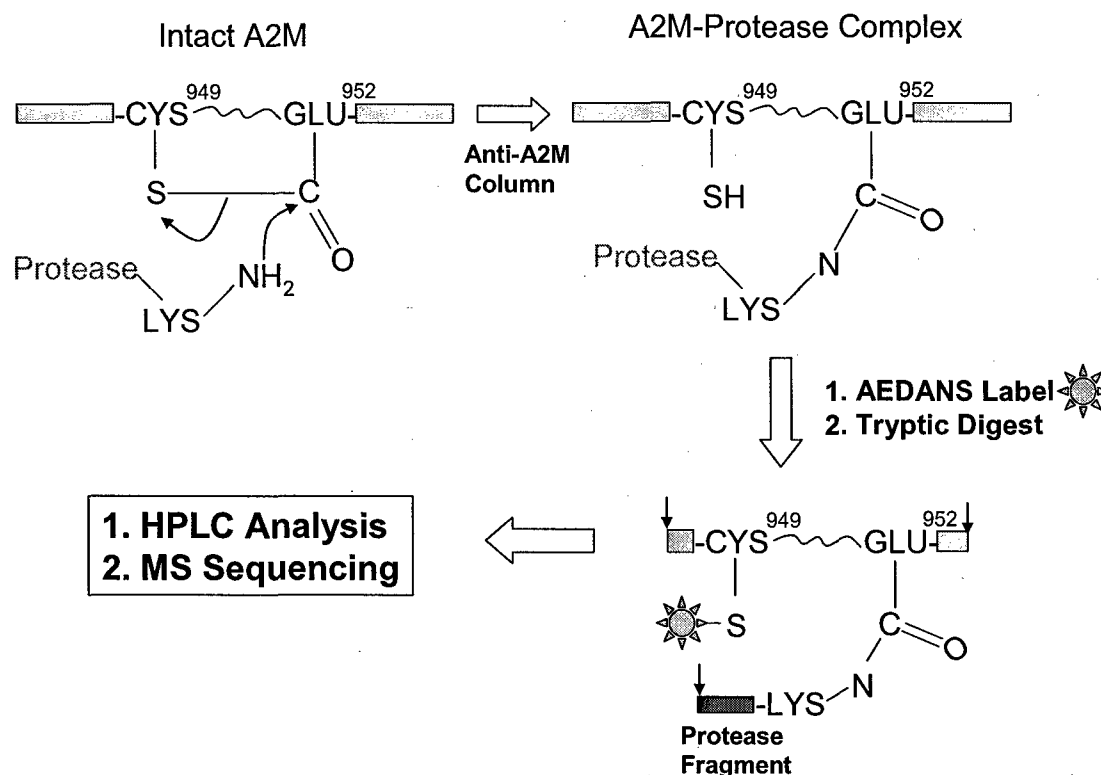 Intact A2M
A2M-Protease Complex
-CYS 949 GLU- 952
S C
O
Protease
NH2
LYS
Anti-A2M
Column
-CYS 949 GLU- 952
SH C
O
Protease
N
LYS
1. AEDANS Label
2. Tryptic Digest
1. HPLC Analysis
2. MS Sequencing
-CYS 949 GLU- 952
S C
O
N
-LYS
Protease
Fragment